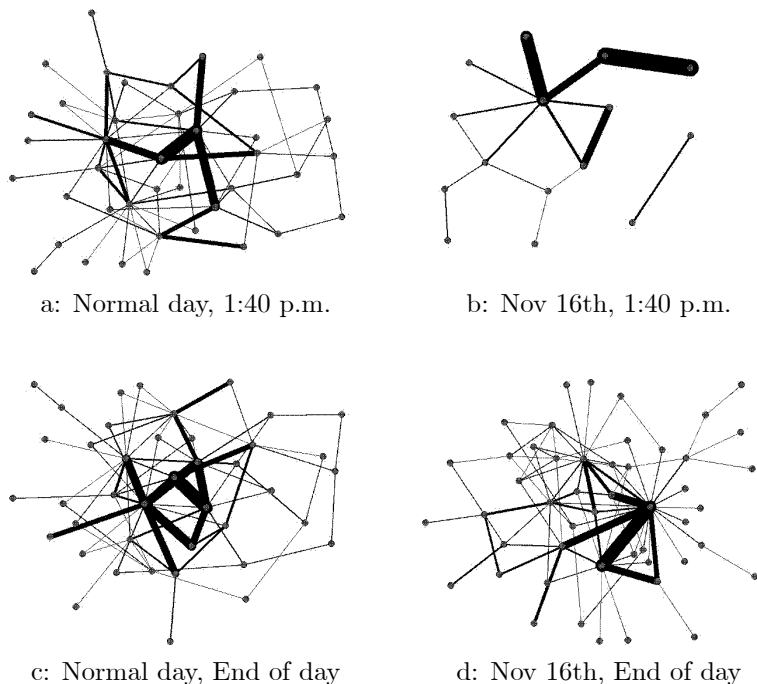 a: Normal day, 1:40 p.m.
b: Nov 16th, 1:40 p.m.
c: Normal day, End of day
d: Nov 16th, End of day